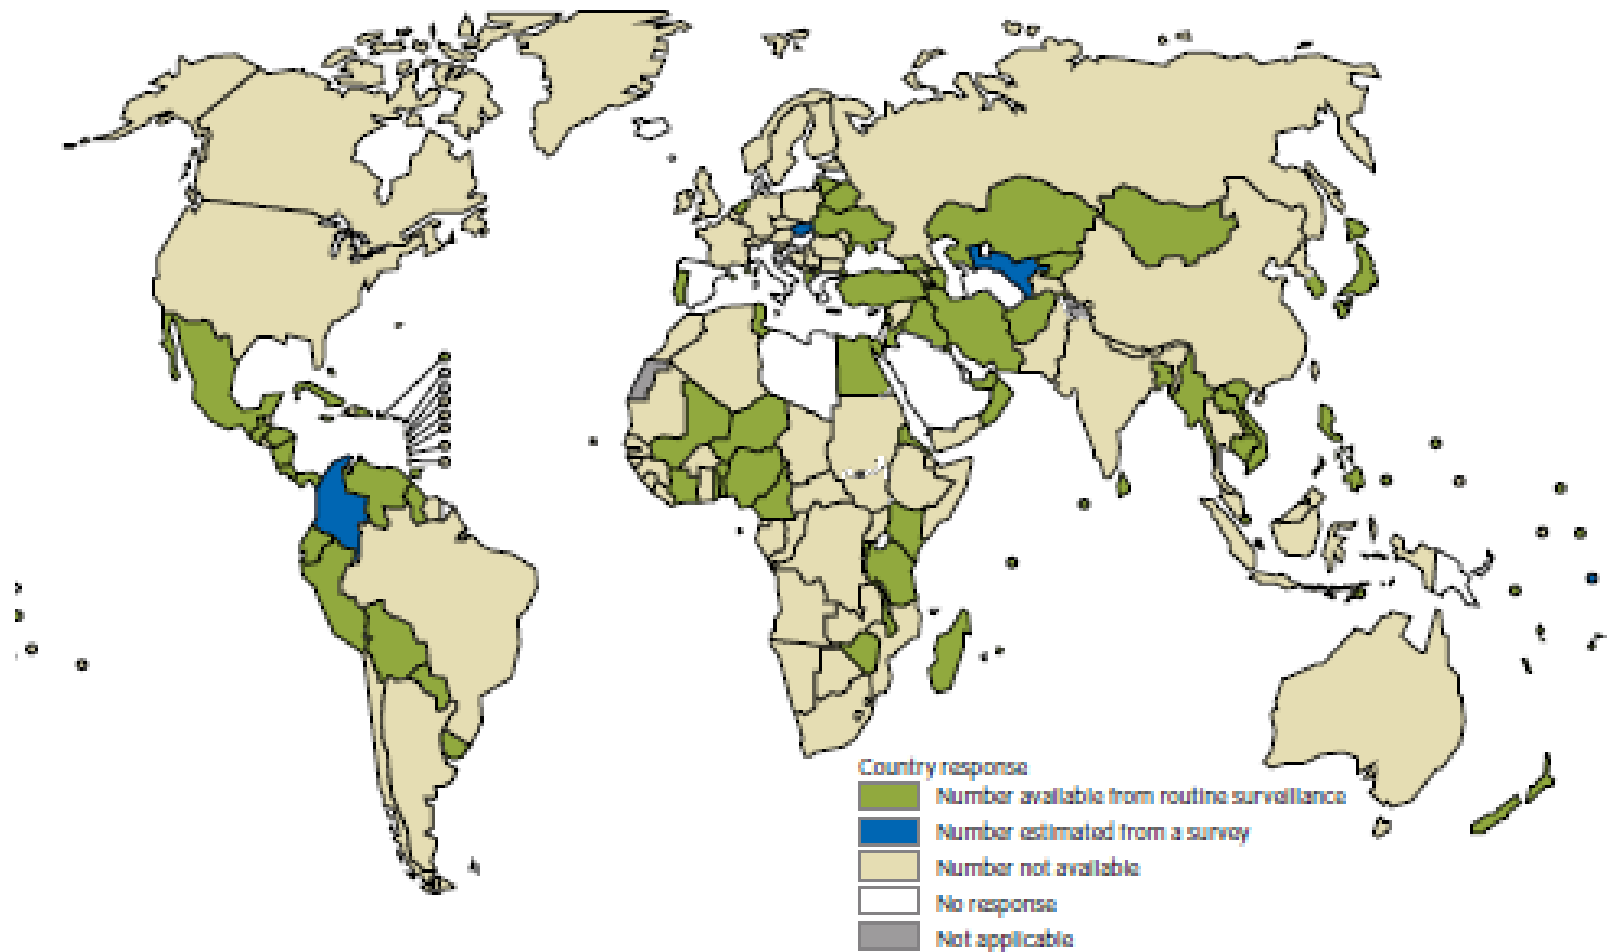 Country response
Number available from routine surveillance
Number estimated from a survey
Number not available
No response
Not applicable